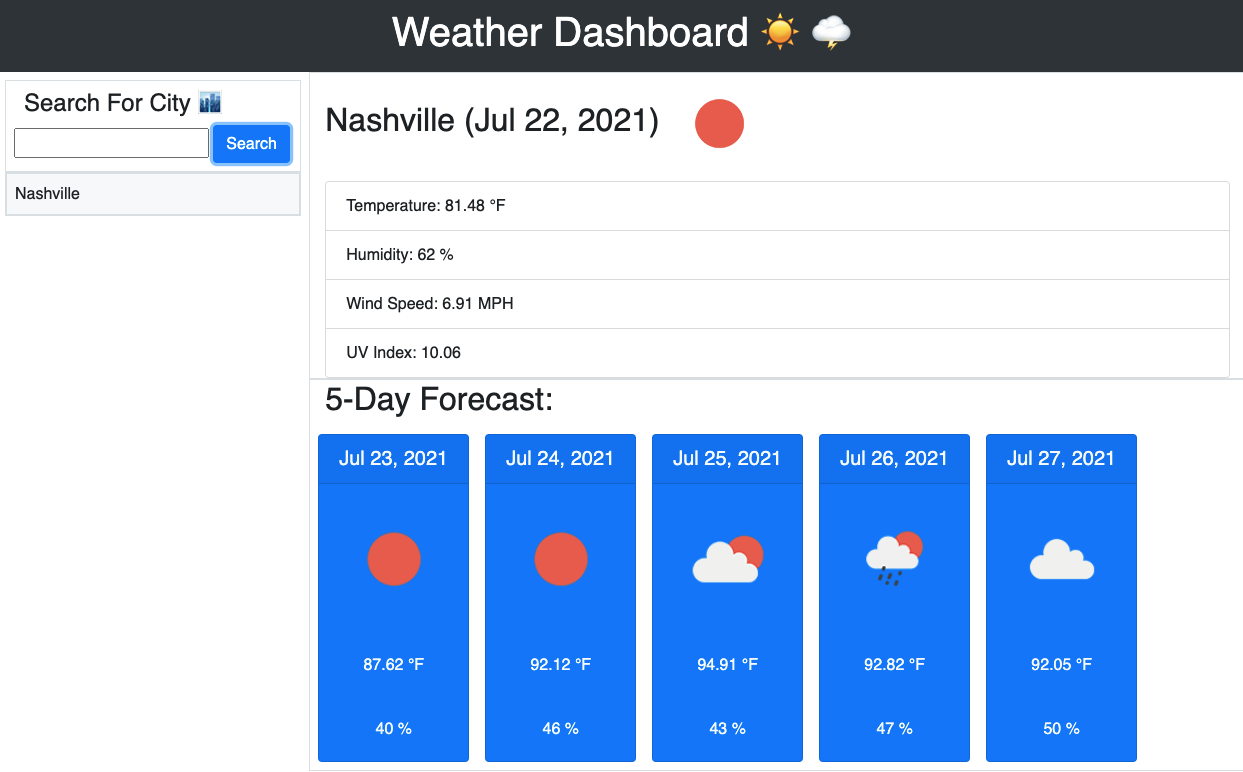 Weather Dashboard ☀️ 🌩️
Search For City 🏙️
Search
Nashville
Nashville (Jul 22, 2021)
Temperature: 81.48 °F
Humidity: 62 %
Wind Speed: 6.91 MPH
UV Index: 10.06
5-Day Forecast:
Jul 23, 2021 Jul 24, 2021 Jul 25, 2021 Jul 26, 2021 Jul 27, 2021
87.62 °F 92.12 °F 94.91 °F 92.82 °F 92.05 °F
40 % 46 % 43 % 47 % 50 %